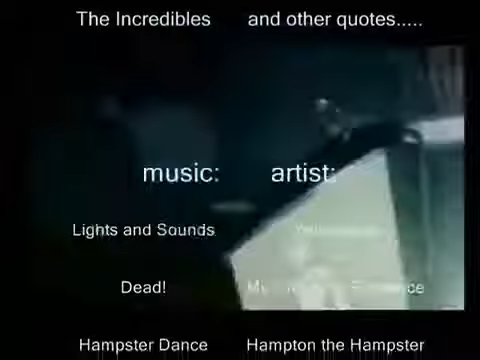 The Incredibles and other quotes.....
music: artist:
Lights and Sounds
Dead!
Hampster Dance Hampton the Hampster